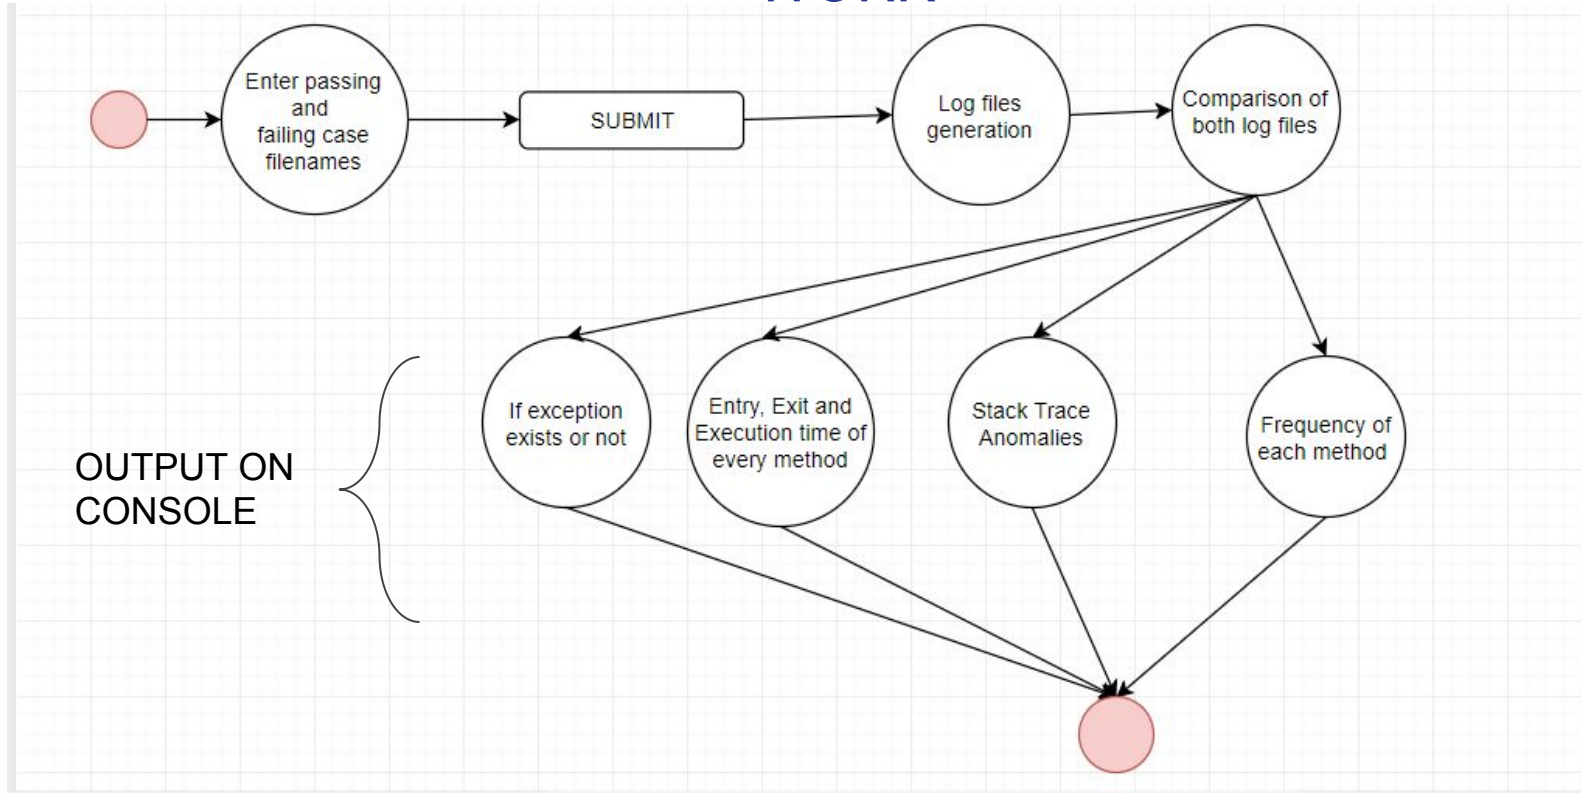 Enter passing
and
failing case
filenames
SUBMIT
Log files
generation
Comparison of
both log files
If exception
exists or not
Entry, Exit and
Execution time of
every method
Stack Trace
Anomalies
Frequency of
each method
OUTPUT ON
CONSOLE